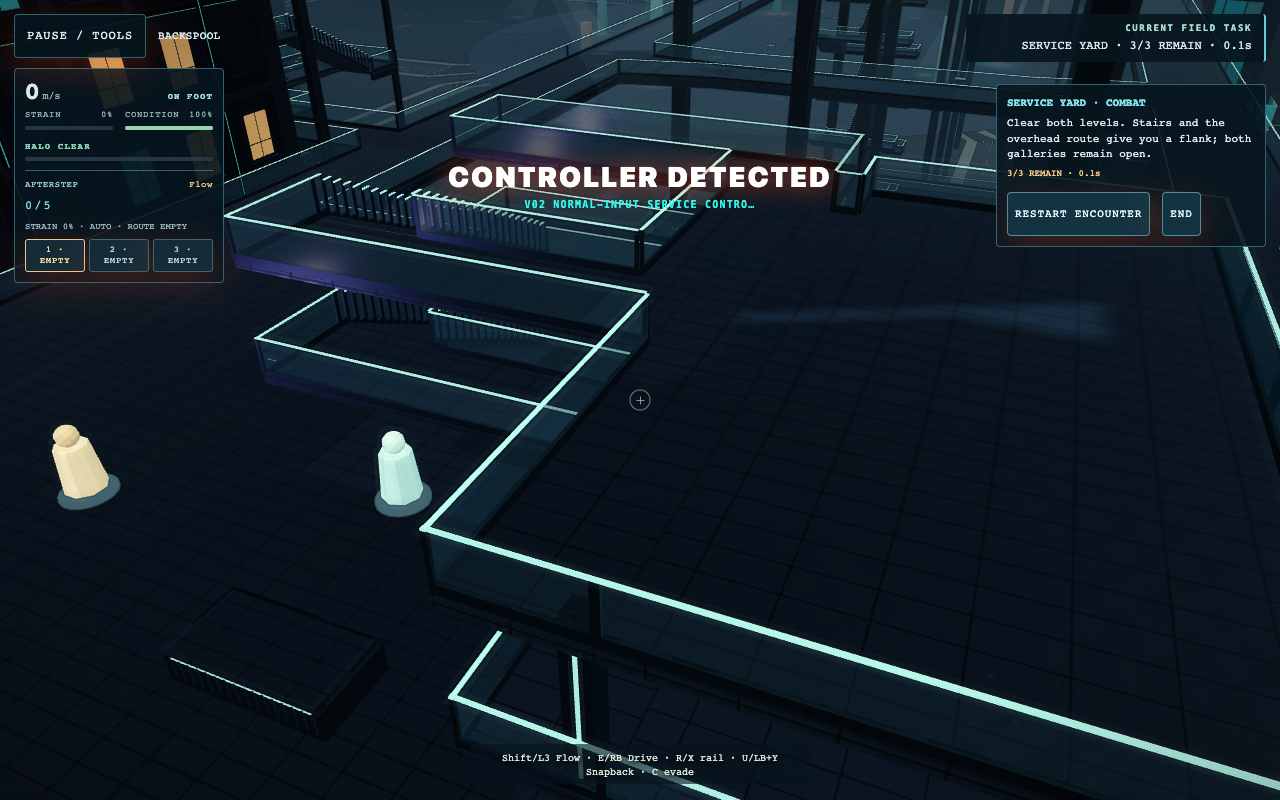 PAUSE / TOOLS
BACKSPOOL
0 m/s
ON FOOT
STRAIN 0%
CONDITION 100%
HALO CLEAR
AFTERSTEP
Flow
0/5
STRAIN 0% · AUTO · ROUTE EMPTY
1 · EMPTY
2 · EMPTY
3 · EMPTY
CONTROLLER DETECTED
V02 NORMAL-INPUT SERVICE CONTRO…
CURRENT FIELD TASK
SERVICE YARD · 3/3 REMAIN · 0.1s
SERVICE YARD · COMBAT
Clear both levels. Stairs and the
overhead route give you a flank; both
galleries remain open.
3/3 REMAIN · 0.1s
RESTART ENCOUNTER
END
Shift/L3 Flow · E/RB Drive · R/X rail · U/LB+Y
Snapback · C evade